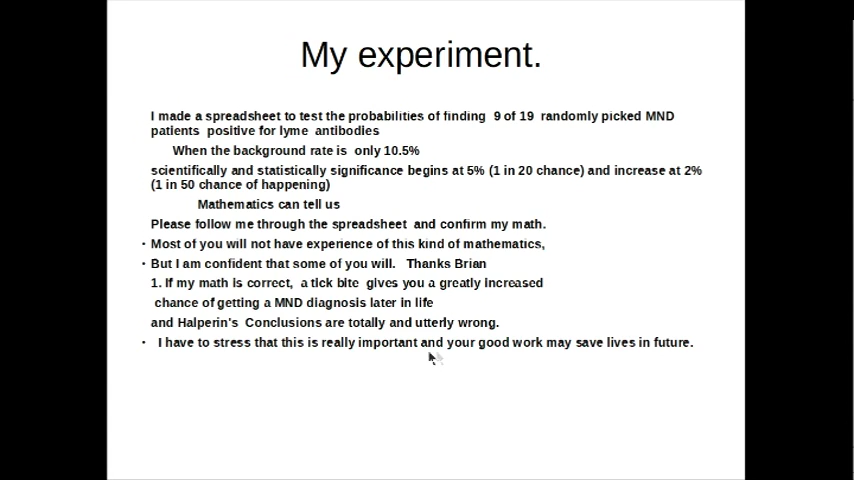 My experiment.
I made a spreadsheet to test the probabilities of finding 9 of 19 randomly picked MND
patients positive for lyme antibodies
When the background rate is only 10.5%
scientifically and statistically significance begins at 5% (1 in 20 chance) and increase at 2%
(1 in 50 chance of happening)
Mathematics can tell us
Please follow me through the spreadsheet and confirm my math.
• Most of you will not have experience of this kind of mathematics,
• But I am confident that some of you will. Thanks Brian
1. If my math is correct, a tick bite gives you a greatly increased
chance of getting a MND diagnosis later in life
and Halperin's Conclusions are totally and utterly wrong.
• I have to stress that this is really important and your good work may save lives in future.